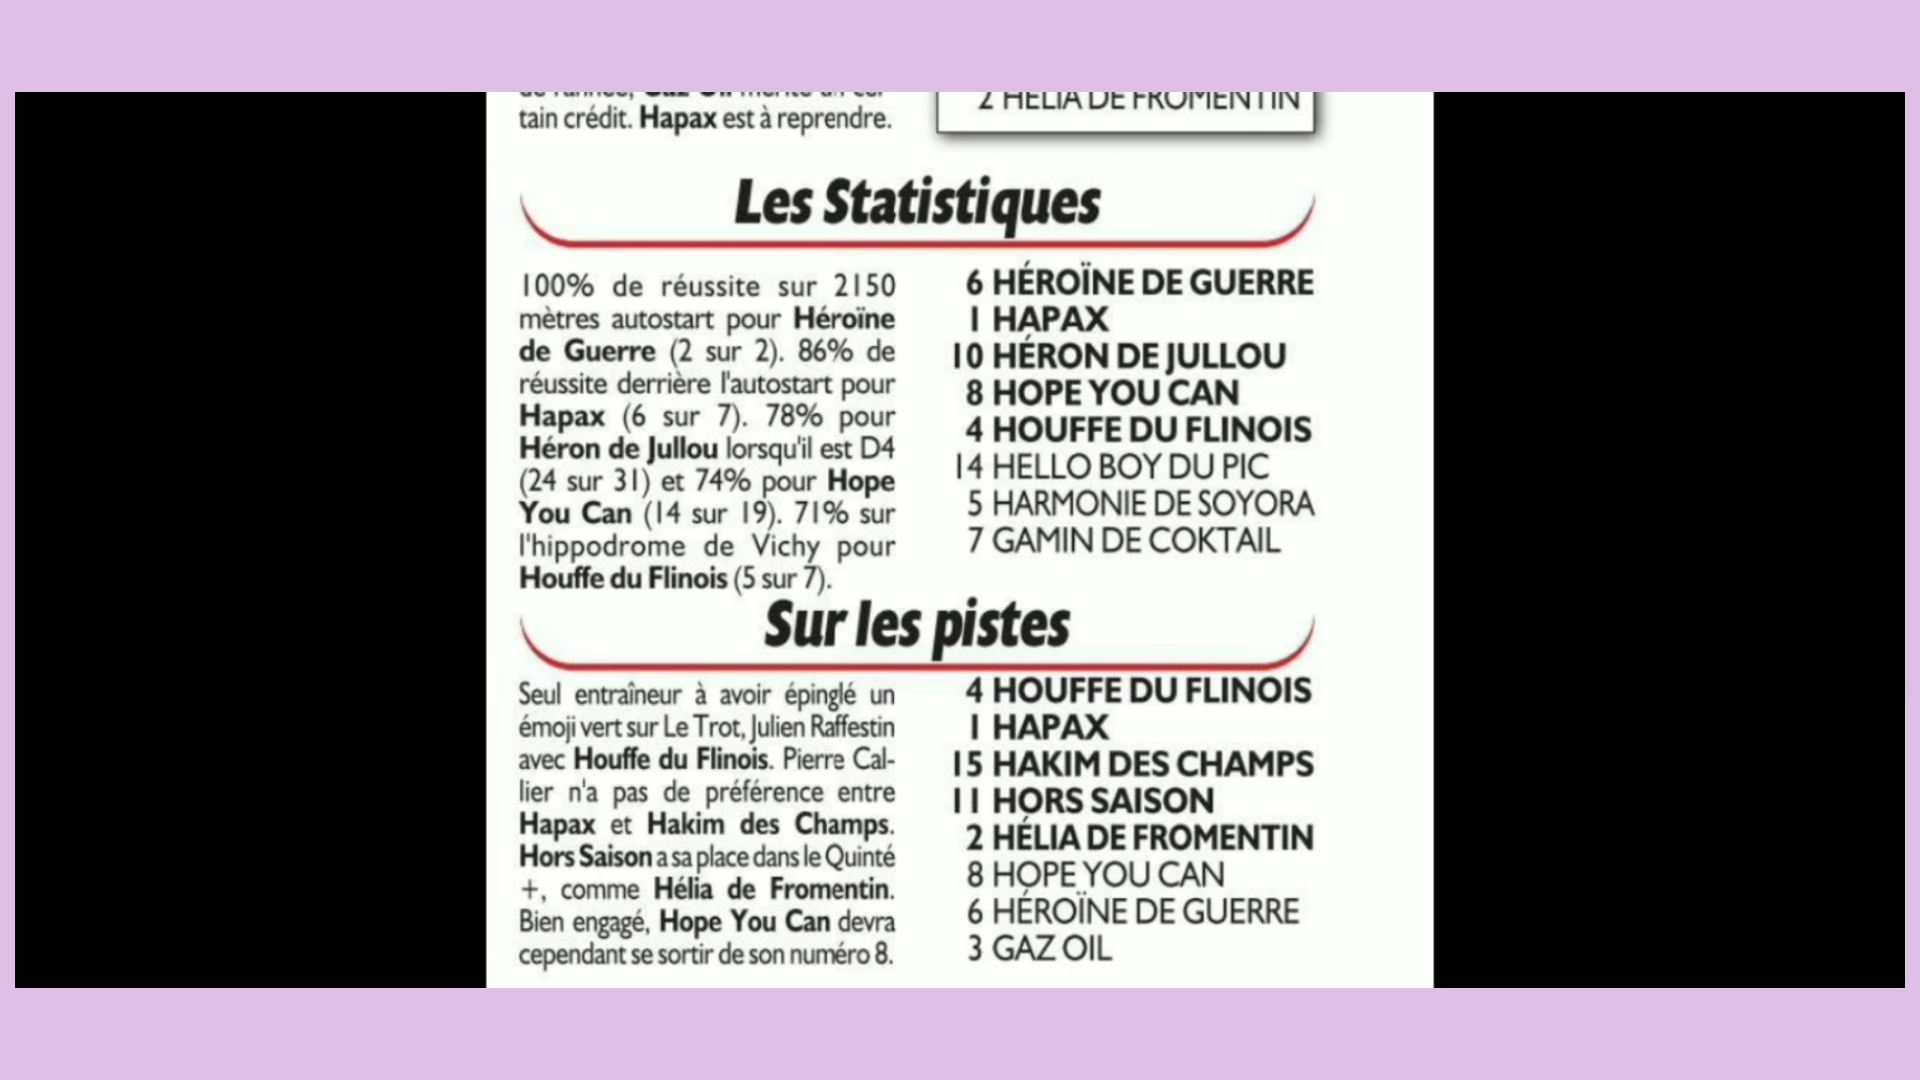 tain crédit. Hapax est à reprendre.
2 HÉLIA DE FROMENTIN
Les Statistiques
100% de réussite sur 2150
mètres autostart pour Héroïne
de Guerre (2 sur 2). 86% de
réussite derrière l'autostart pour
Hapax (6 sur 7). 78% pour
Héron de Jullou lorsqu'il est D4
(24 sur 31) et 74% pour Hope
You Can (14 sur 19). 71% sur
l'hippodrome de Vichy pour
Houffe du Flinois (5 sur 7).
6 HÉROÏNE DE GUERRE
1 HAPAX
10 HÉRON DE JULLOU
8 HOPE YOU CAN
4 HOUFFE DU FLINOIS
14 HELLO BOY DU PIC
5 HARMONIE DE SOYORA
7 GAMIN DE COKTAIL
Sur les pistes
Seul entraîneur à avoir épinglé un
émoji vert sur Le Trot, Julien Raffestin
avec Houffe du Flinois. Pierre Cal-
lier n'a pas de préférence entre
Hapax et Hakim des Champs.
Hors Saison a sa place dans le Quinté
+, comme Hélia de Fromentin.
Bien engagé, Hope You Can devra
cependant se sortir de son numéro 8.
4 HOUFFE DU FLINOIS
1 HAPAX
15 HAKIM DES CHAMPS
11 HORS SAISON
2 HÉLIA DE FROMENTIN
8 HOPE YOU CAN
6 HÉROÏNE DE GUERRE
3 GAZ OIL